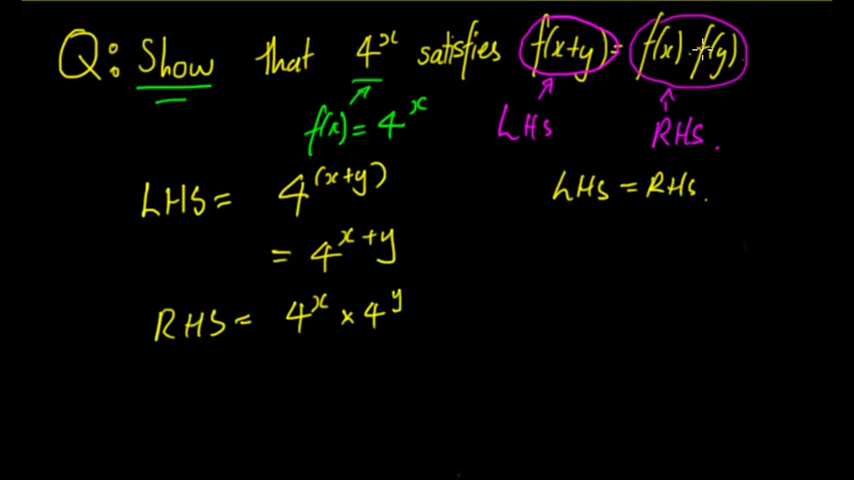 Q: Show that 4^x satisfies f(x+y) = f(x).f(y).
f(x) = 4^x
LHS
RHS.
LHS = 4^(x+y)
LHS = RHS.
= 4^x+y
RHS = 4^x × 4^y